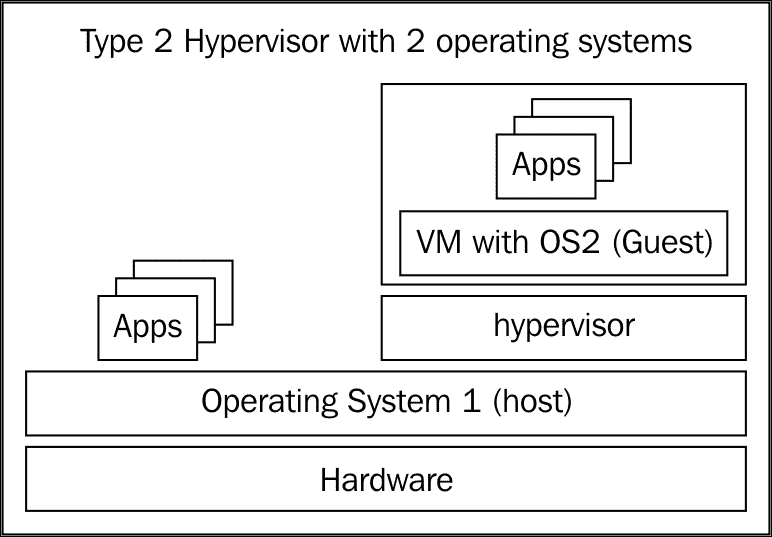 Type 2 Hypervisor with 2 operating systems
Apps
VM with OS2 (Guest)
Apps
hypervisor
Operating System 1 (host)
Hardware